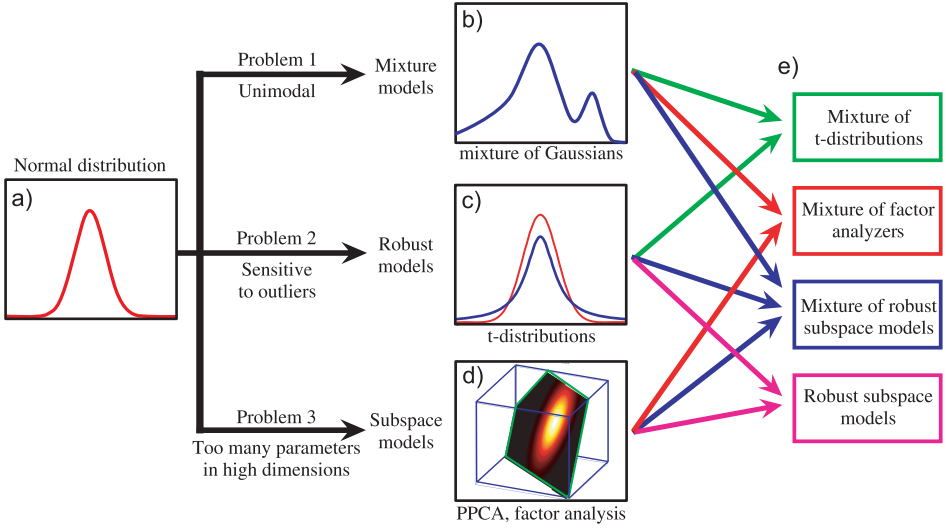 Normal distribution
a)
Problem 1
Unimodal
Mixture
models
Problem 2
Sensitive
to outliers
Robust
models
Problem 3
Too many parameters
in high dimensions
Subspace
models
b)
mixture of Gaussians
c)
t-distributions
d)
PPCA, factor analysis
e)
Mixture of
t-distributions
Mixture of factor
analyzers
Mixture of robust
subspace models
Robust subspace
models